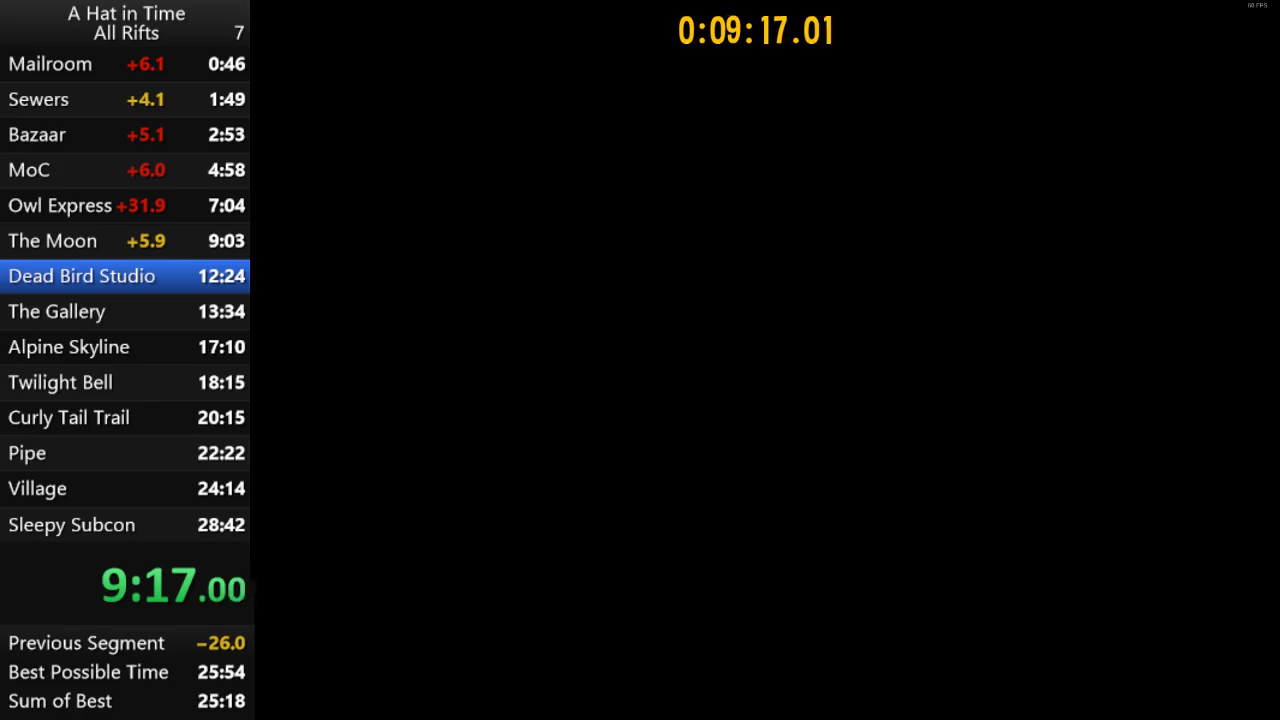 A Hat in Time
All Rifts 7
Mailroom +6.1 0:46
Sewers +4.1 1:49
Bazaar +5.1 2:53
MoC +6.0 4:58
Owl Express +31.9 7:04
The Moon +5.9 9:03
Dead Bird Studio 12:24
The Gallery 13:34
Alpine Skyline 17:10
Twilight Bell 18:15
Curly Tail Trail 20:15
Pipe 22:22
Village 24:14
Sleepy Subcon 28:42
9:17.00
Previous Segment −26.0
Best Possible Time 25:54
Sum of Best 25:18
0:09:17.01
60 FPS